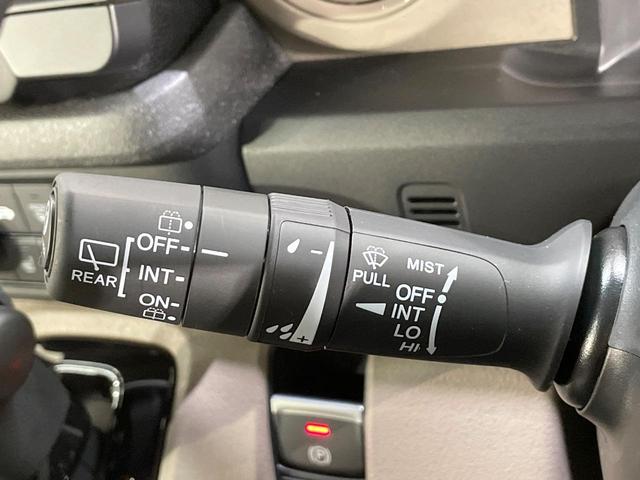 OFF
INT
ON
REAR
-
+
PULL
MIST
OFF
INT
LO
HI
P